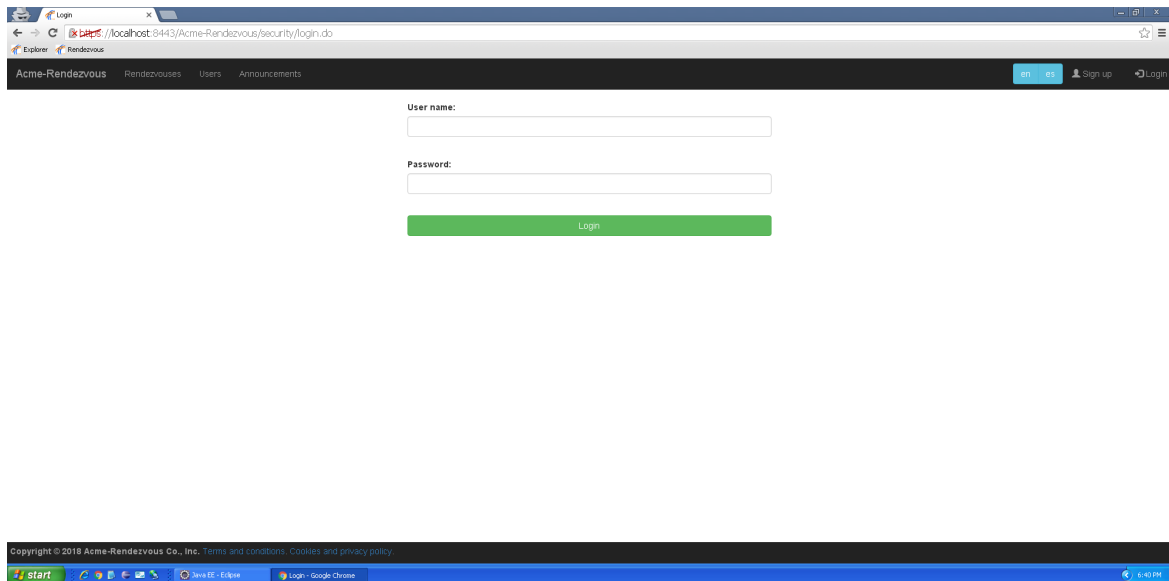 Login
https://localhost:8443/Acme-Rendezvous/security/login.do
Explorer Rendezvous
Acme-Rendezvous Rendezvouses Users Announcements en es Sign up Login
User name:
Password:
Login
Copyright © 2018 Acme-Rendezvous Co., Inc. Terms and conditions. Cookies and privacy policy.
start Java EE - Eclipse Login - Google Chrome 6:40 PM